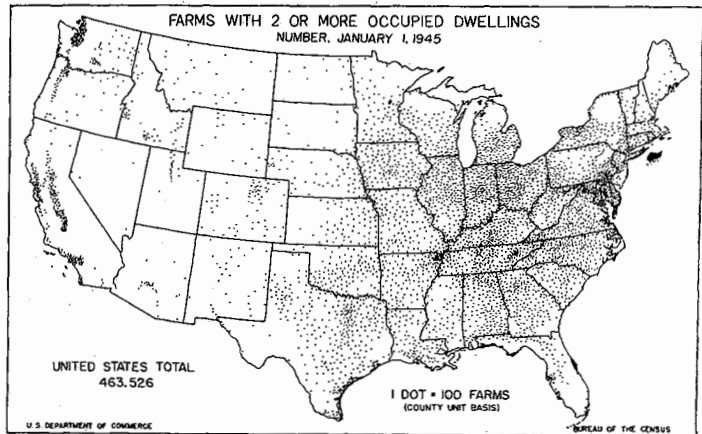 FARMS WITH 2 OR MORE OCCUPIED DWELLINGS
NUMBER, JANUARY 1, 1945
UNITED STATES TOTAL
463,526
1 DOT = 100 FARMS
(COUNTY UNIT BASIS)
U.S. DEPARTMENT OF COMMERCE
BUREAU OF THE CENSUS